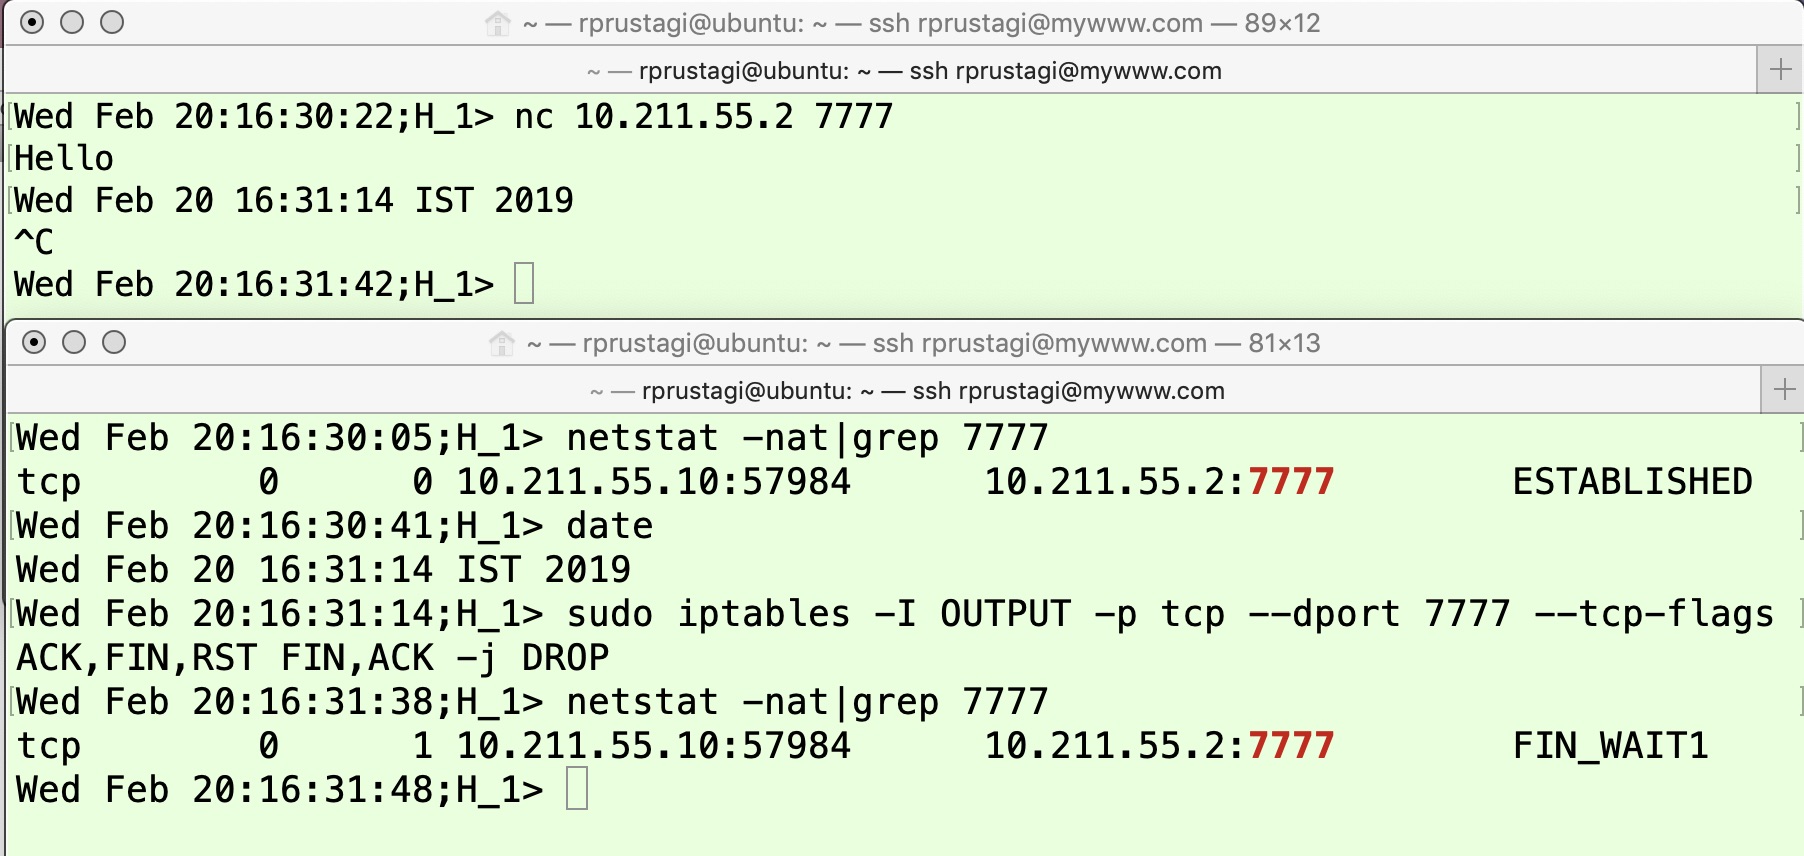 ~ — rprustagi@ubuntu: ~ — ssh rprustagi@mywww.com — 89×12
~ — rprustagi@ubuntu: ~ — ssh rprustagi@mywww.com
Wed Feb 20:16:30:22;H_1> nc 10.211.55.2 7777
Hello
Wed Feb 20 16:31:14 IST 2019
^C
Wed Feb 20:16:31:42;H_1>
~ — rprustagi@ubuntu: ~ — ssh rprustagi@mywww.com — 81×13
~ — rprustagi@ubuntu: ~ — ssh rprustagi@mywww.com
Wed Feb 20:16:30:05;H_1> netstat -nat|grep 7777
tcp        0      0 10.211.55.10:57984      10.211.55.2:7777        ESTABLISHED
Wed Feb 20:16:30:41;H_1> date
Wed Feb 20 16:31:14 IST 2019
Wed Feb 20:16:31:14;H_1> sudo iptables -I OUTPUT -p tcp --dport 7777 --tcp-flags
ACK,FIN,RST FIN,ACK -j DROP
Wed Feb 20:16:31:38;H_1> netstat -nat|grep 7777
tcp        0      1 10.211.55.10:57984      10.211.55.2:7777        FIN_WAIT1
Wed Feb 20:16:31:48;H_1>